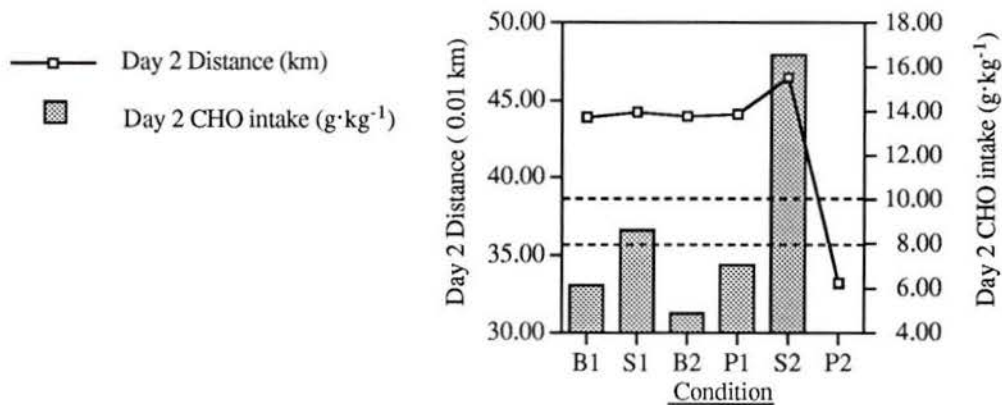 Day 2 Distance (km)
Day 2 CHO intake (g·kg⁻¹)
Day 2 Distance ( 0.01 km)
50.00
45.00
40.00
35.00
30.00
18.00
16.00
14.00
12.00
10.00
8.00
6.00
4.00
Day 2 CHO intake (g·kg⁻¹)
B1 S1 B2 P1 S2 P2
Condition